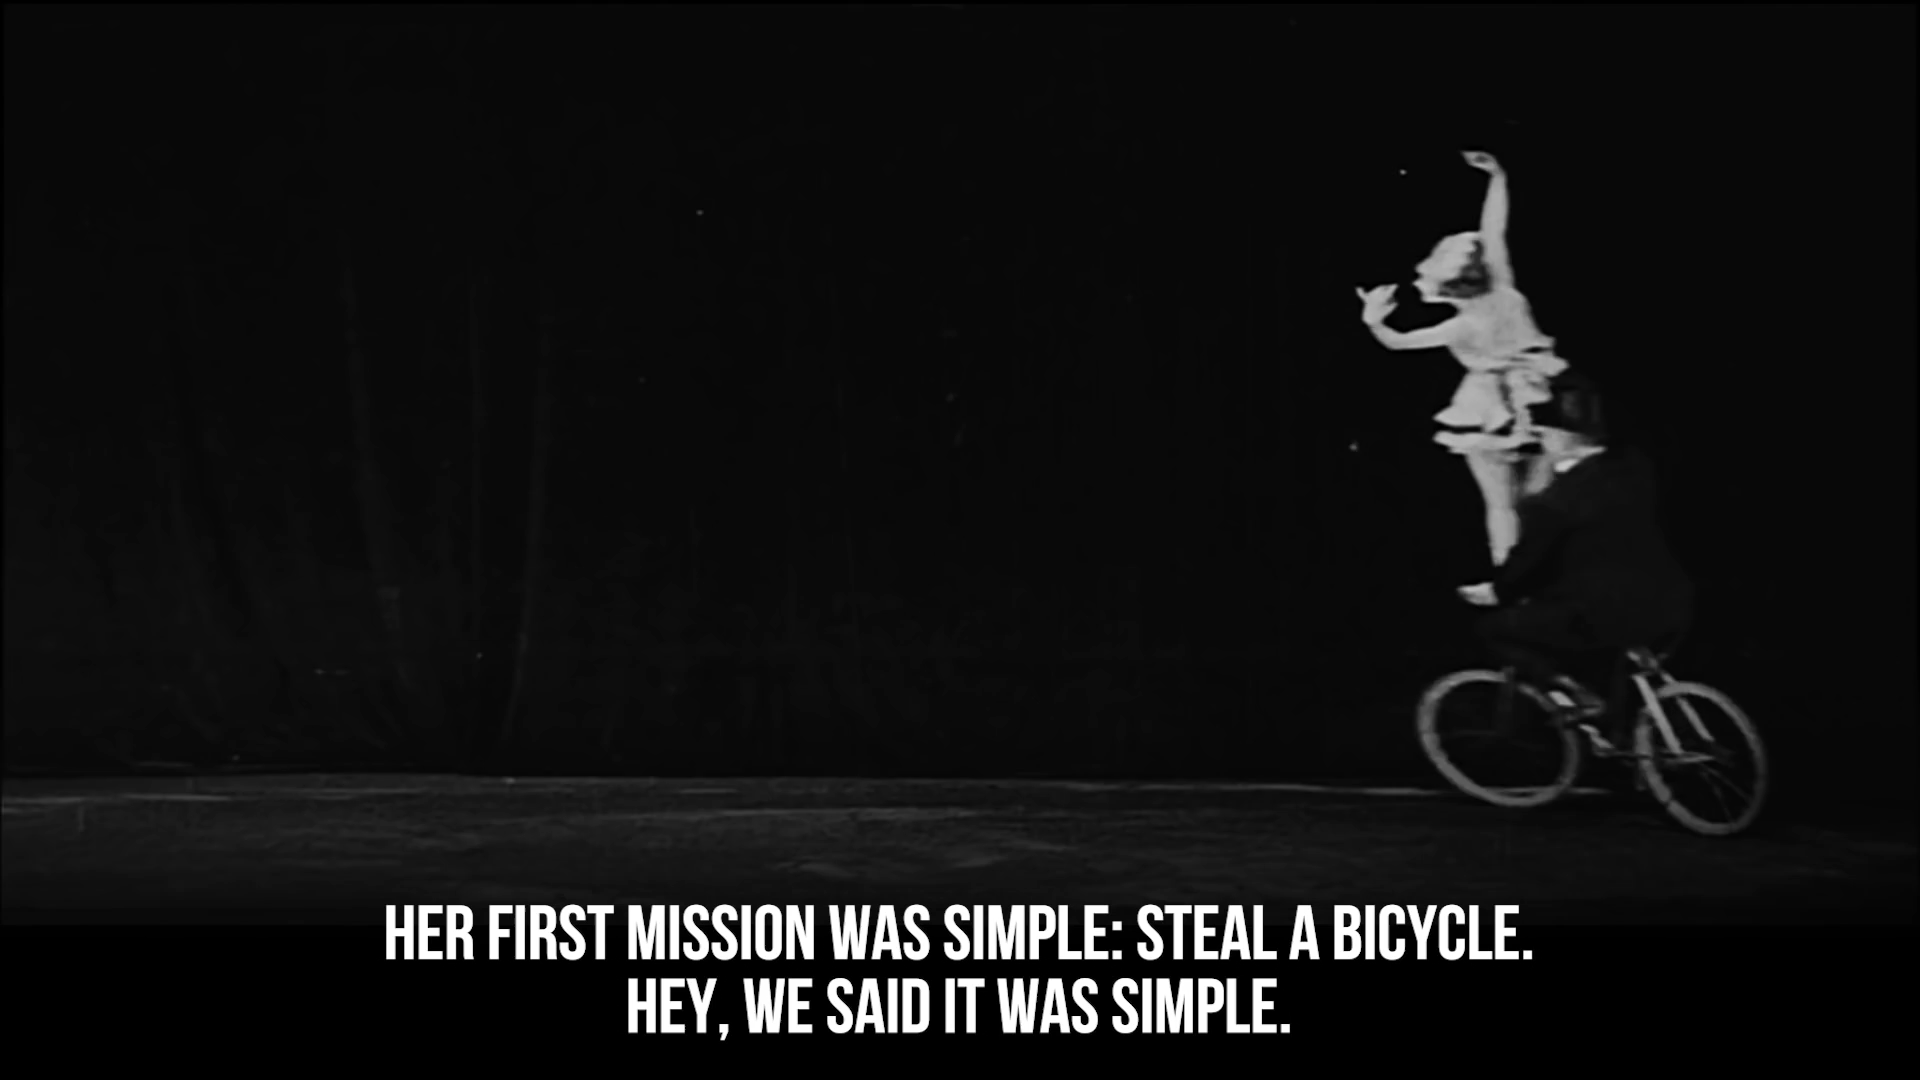 HER FIRST MISSION WAS SIMPLE: STEAL A BICYCLE.
HEY, WE SAID IT WAS SIMPLE.